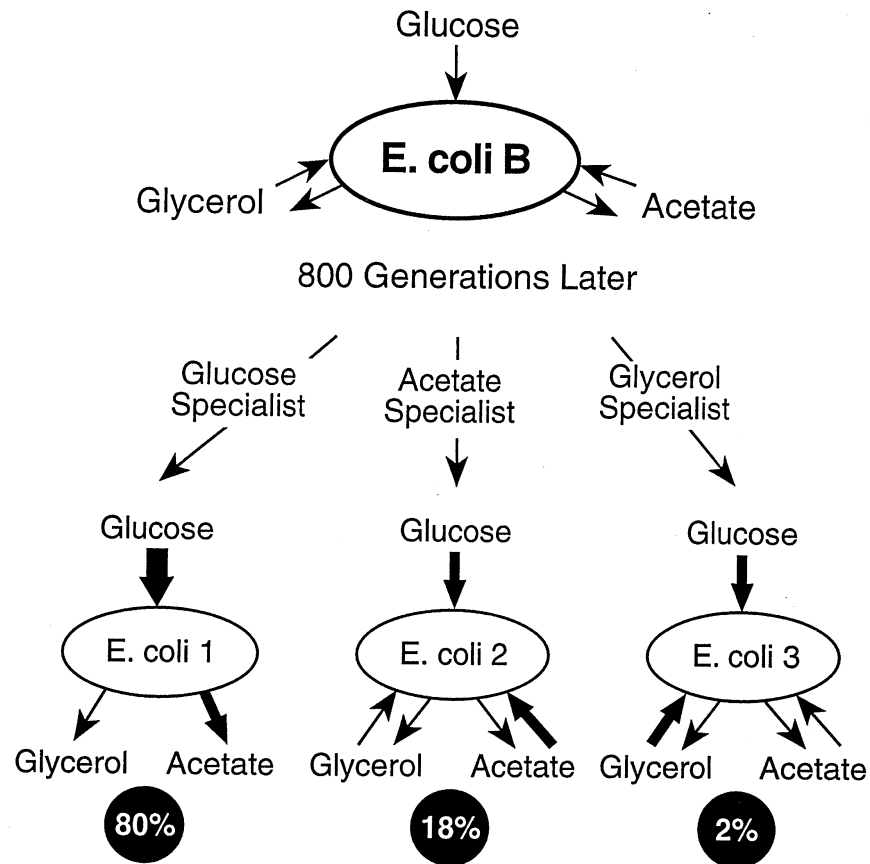 Glucose
E. coli B
Glycerol
Acetate
800 Generations Later
Glucose
Specialist
Acetate
Specialist
Glycerol
Specialist
Glucose
Glucose
Glucose
E. coli 1
E. coli 2
E. coli 3
Glycerol
Acetate
Glycerol
Acetate
Glycerol
Acetate
80%
18%
2%